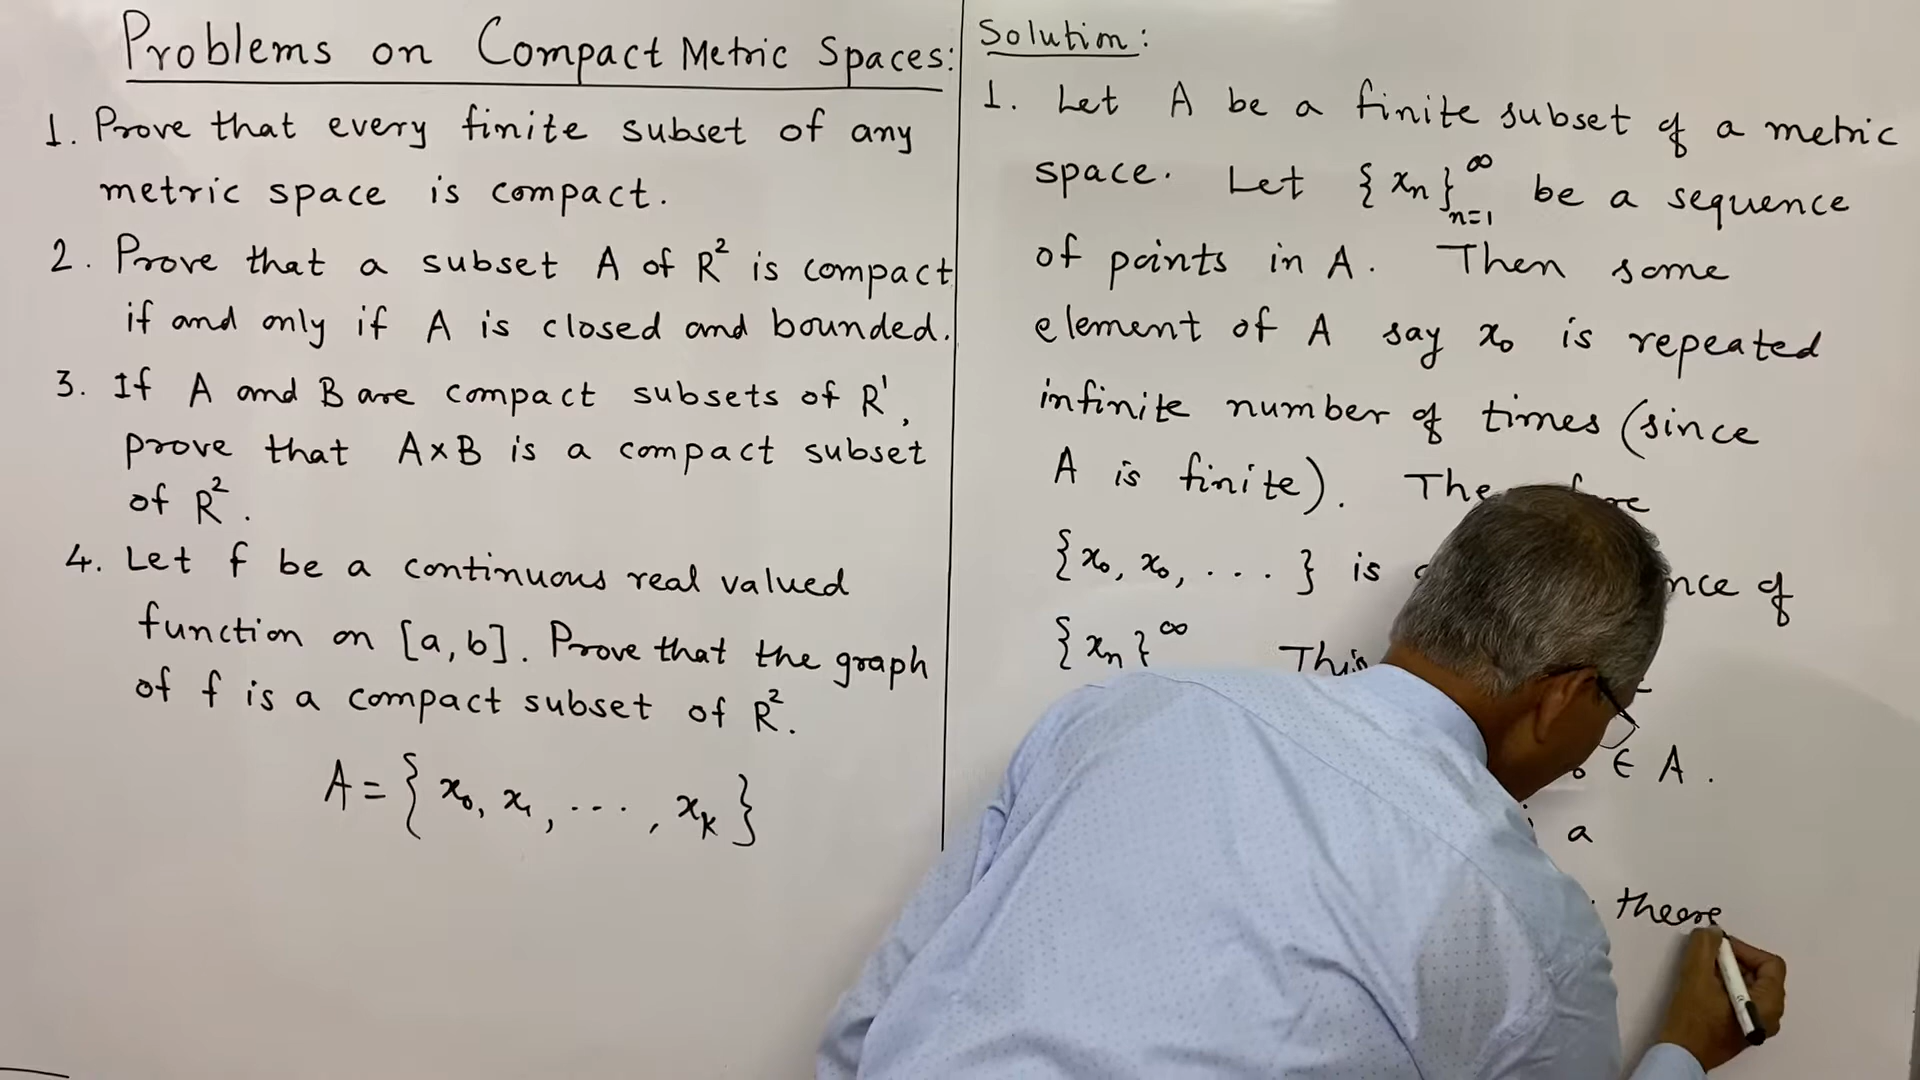 Problems on Compact Metric Spaces:
1. Prove that every finite subset of any
metric space is compact.
2. Prove that a subset A of R² is compact
if and only if A is closed and bounded.
3. If A and B are compact subsets of R¹,
prove that A×B is a compact subset
of R².
4. Let f be a continuous real valued
function on [a, b]. Prove that the graph
of f is a compact subset of R².
A = { x₀, x₁, ..., xₖ }
Solution:
1. Let A be a finite subset of a metric
space. Let {xₙ}ₙ₌₁^∞ be a sequence
of points in A. Then some
element of A say x₀ is repeated
infinite number of times (since
A is finite).
{x₀, x₀, ... } is of
{xₙ}^∞
∈ A.
a